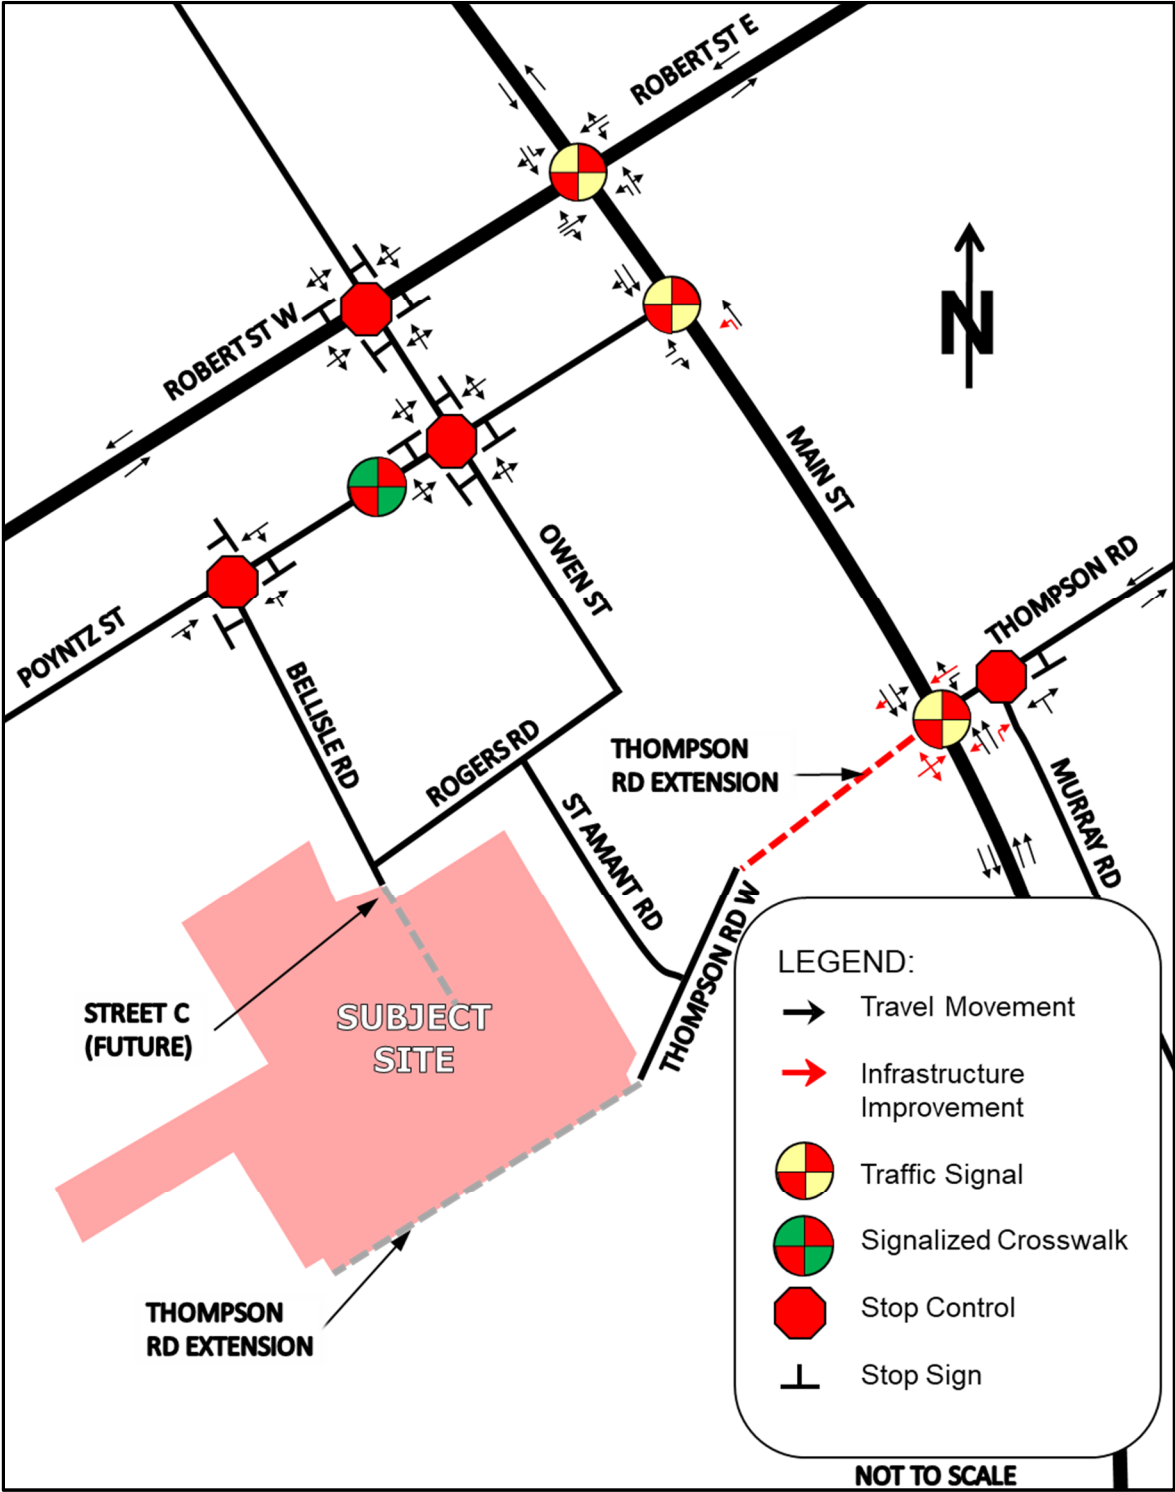 ROBERT ST E
N
ROBERT ST W
MAIN ST
OWEN ST
THOMPSON RD
POYNTZ ST
BELLISLE RD
ROGERS RD
THOMPSON
RD EXTENSION
ST AMANT RD
MURRAY RD
THOMPSON RD W
STREET C
(FUTURE)
SUBJECT
SITE
THOMPSON
RD EXTENSION
LEGEND:
Travel Movement
Infrastructure
Improvement
Traffic Signal
Signalized Crosswalk
Stop Control
Stop Sign
NOT TO SCALE